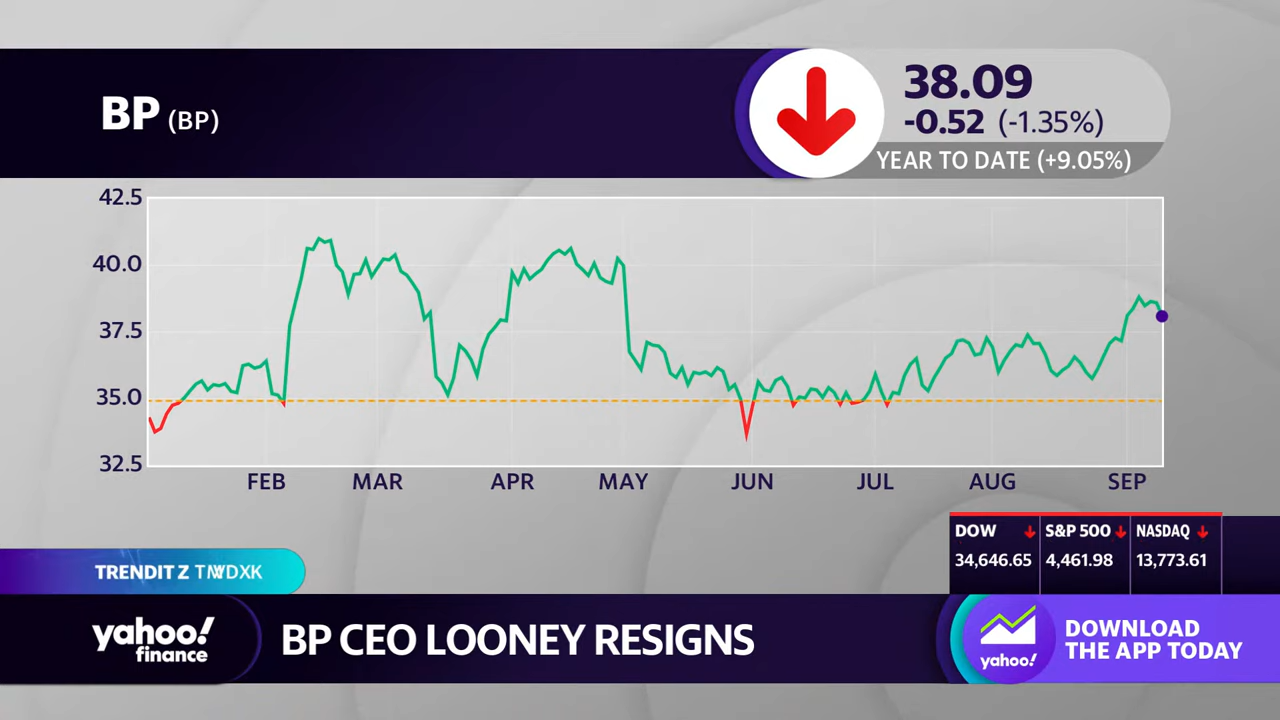 BP (BP)
38.09
-0.52 (-1.35%)
YEAR TO DATE (+9.05%)
42.5
40.0
37.5
35.0
32.5
FEB MAR APR MAY JUN JUL AUG SEP
DOW S&P 500 NASDAQ
34,646.65 4,461.98 13,773.61
yahoo!
finance
BP CEO LOONEY RESIGNS
yahoo!
DOWNLOAD
THE APP TODAY